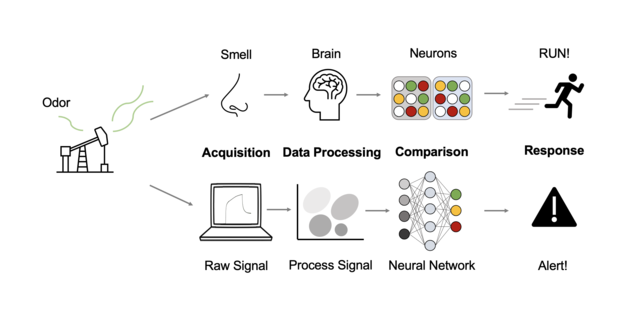 Smell Brain Neurons RUN!
Odor
Acquisition Data Processing Comparison Response
Raw Signal Process Signal Neural Network Alert!